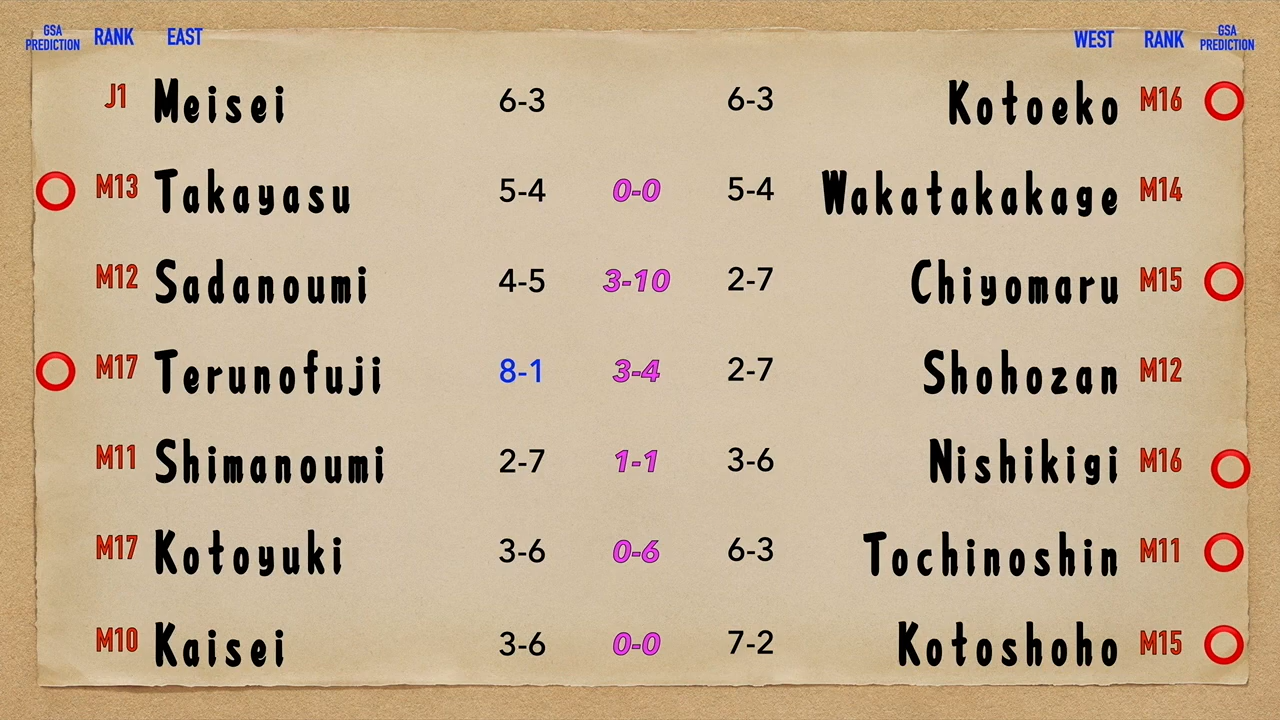 GSA PREDICTION RANK EAST WEST RANK GSA PREDICTION
J1 Meisei 6-3 6-3 Kotoeko M16
M13 Takayasu 5-4 0-0 5-4 Wakatakakage M14
M12 Sadanoumi 4-5 3-10 2-7 Chiyomaru M15
M17 Terunofuji 8-1 3-4 2-7 Shohozan M12
M11 Shimanoumi 2-7 1-1 3-6 Nishikigi M16
M17 Kotoyuki 3-6 0-6 6-3 Tochinoshin M11
M10 Kaisei 3-6 0-0 7-2 Kotoshoho M15